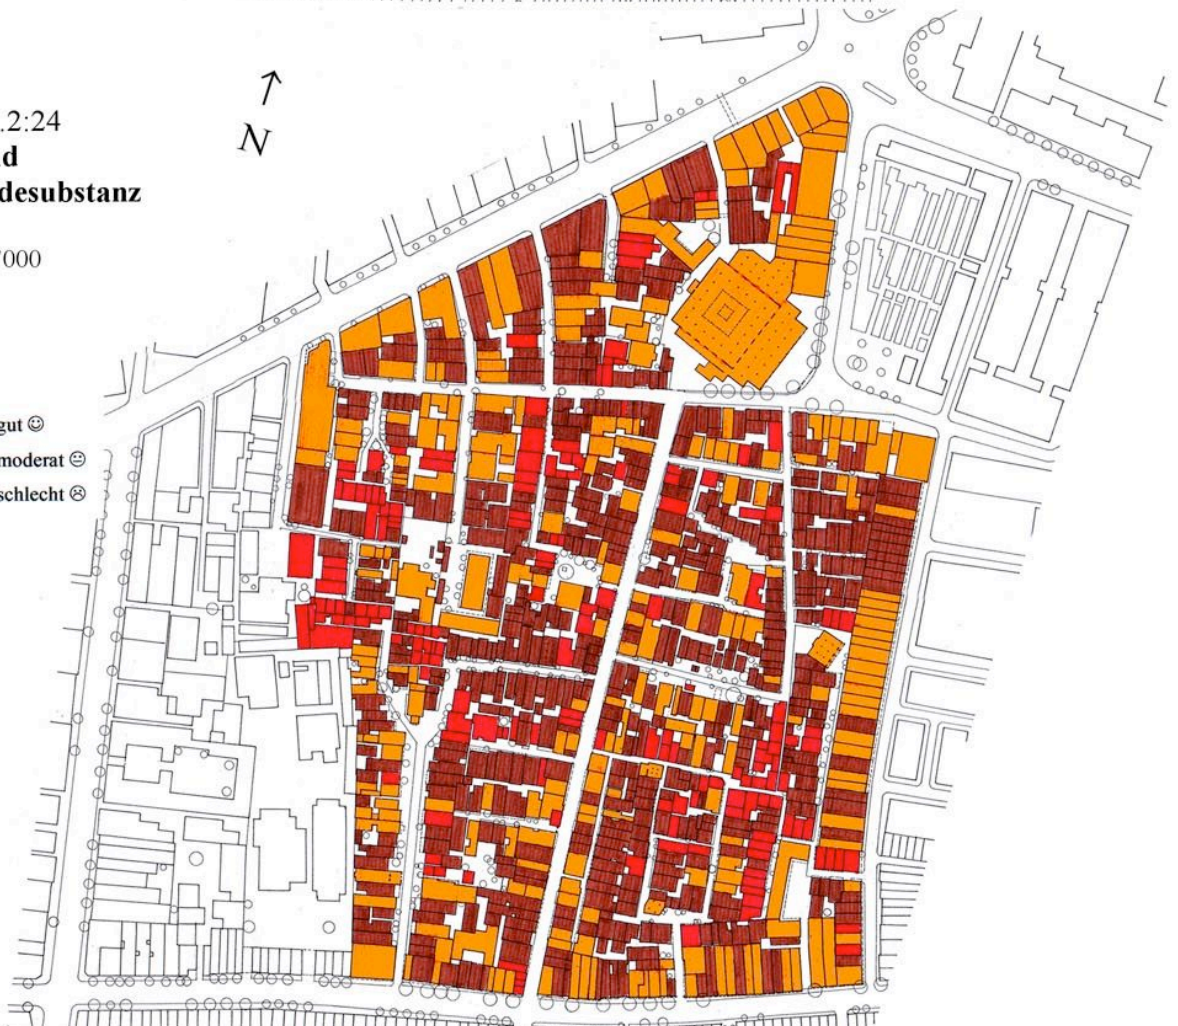 .2:24
d
desubstanz
000
N
gut ☺
moderat 😐
schlecht ☹